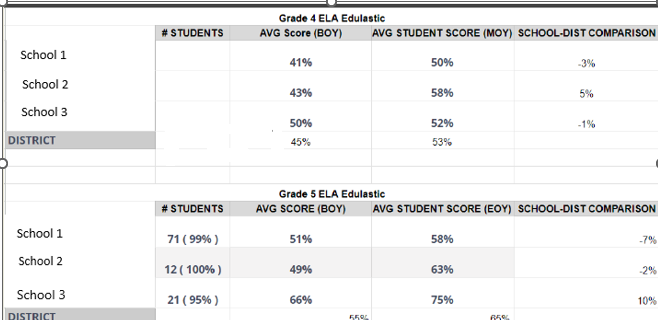 Grade 4 ELA Edulastic
# STUDENTS AVG Score (BOY) AVG STUDENT SCORE (MOY) SCHOOL-DIST COMPARISON
School 1 41% 50% -3%
School 2 43% 58% 5%
School 3 50% 52% -1%
DISTRICT 45% 53%
Grade 5 ELA Edulastic
# STUDENTS AVG SCORE (BOY) AVG STUDENT SCORE (EOY) SCHOOL-DIST COMPARISON
School 1 71 ( 99% ) 51% 58% -7%
School 2 12 ( 100% ) 49% 63% -2%
School 3 21 ( 95% ) 66% 75% 10%
DISTRICT 55% 65%